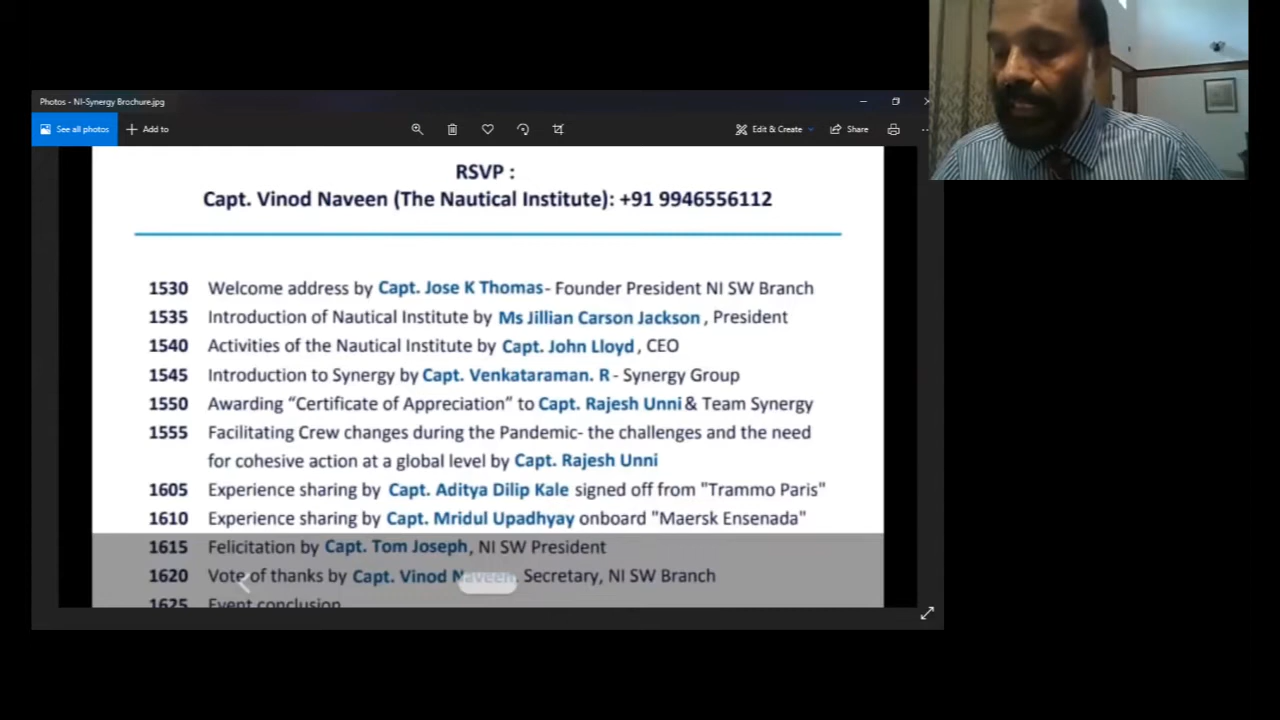 Photos - NI-Synergy Brochure.jpg
See all photos
Add to
Edit & Create
Share
RSVP :
Capt. Vinod Naveen (The Nautical Institute): +91 9946556112
1530 Welcome address by Capt. Jose K Thomas- Founder President NI SW Branch
1535 Introduction of Nautical Institute by Ms Jillian Carson Jackson , President
1540 Activities of the Nautical Institute by Capt. John Lloyd , CEO
1545 Introduction to Synergy by Capt. Venkataraman. R - Synergy Group
1550 Awarding “Certificate of Appreciation” to Capt. Rajesh Unni & Team Synergy
1555 Facilitating Crew changes during the Pandemic- the challenges and the need
for cohesive action at a global level by Capt. Rajesh Unni
1605 Experience sharing by Capt. Aditya Dilip Kale signed off from "Trammo Paris"
1610 Experience sharing by Capt. Mridul Upadhyay onboard "Maersk Ensenada"
1615 Felicitation by Capt. Tom Joseph, NI SW President
1620 Vote of thanks by Capt. Vinod Naveen, Secretary, NI SW Branch
1625 Event conclusion